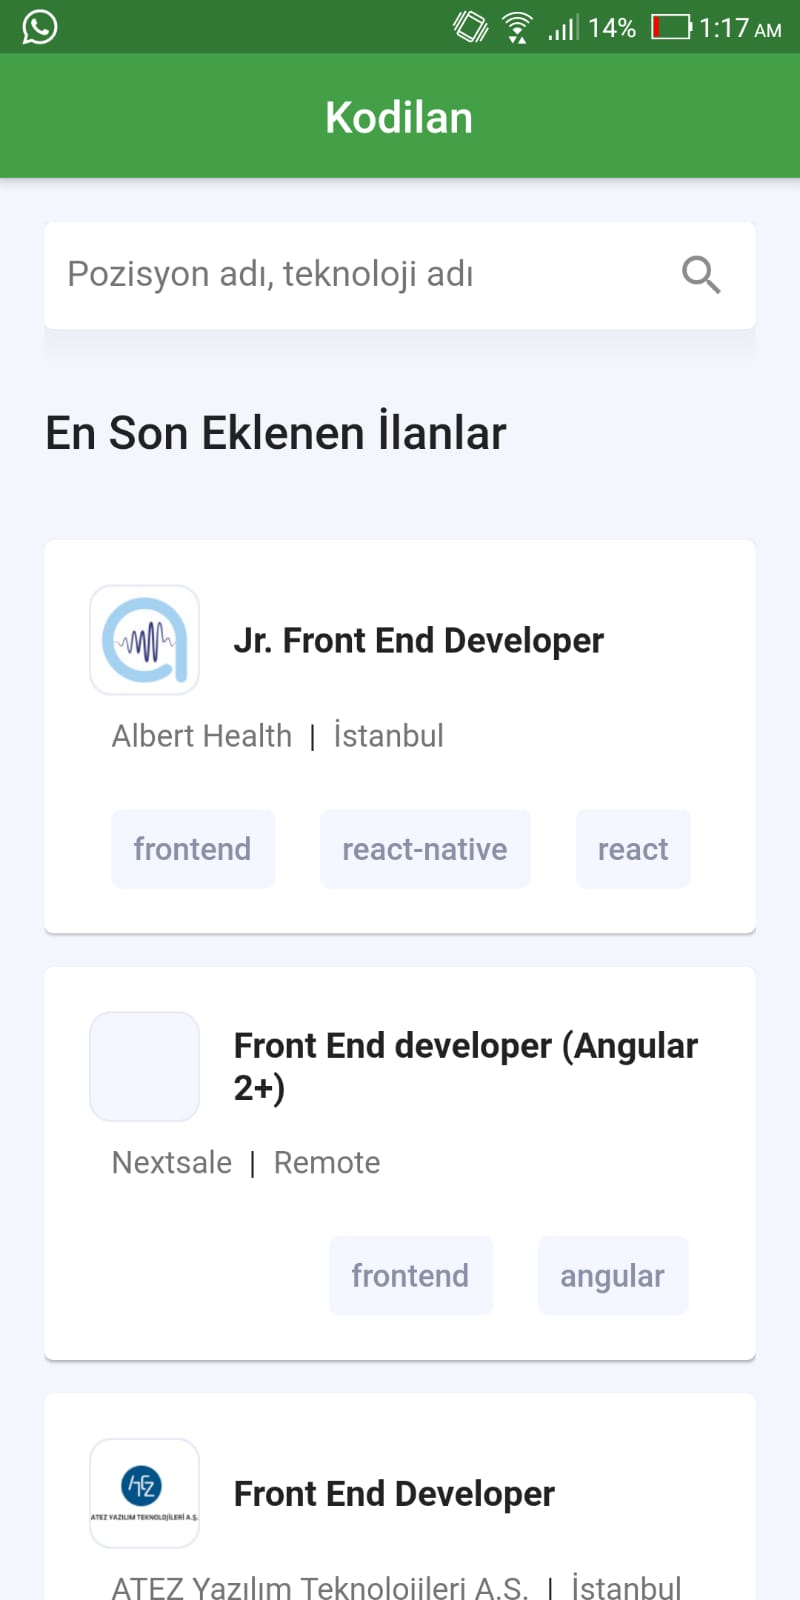 14% 1:17 AM
Kodilan
Pozisyon adı, teknoloji adı
En Son Eklenen İlanlar
Jr. Front End Developer
Albert Health | İstanbul
frontend react-native react
Front End developer (Angular
2+)
Nextsale | Remote
frontend angular
ATEZ YAZILIM TEKNOLOJİLERİ A.Ş.
Front End Developer
ATEZ Yazılım Teknolojileri A.S. | İstanbul